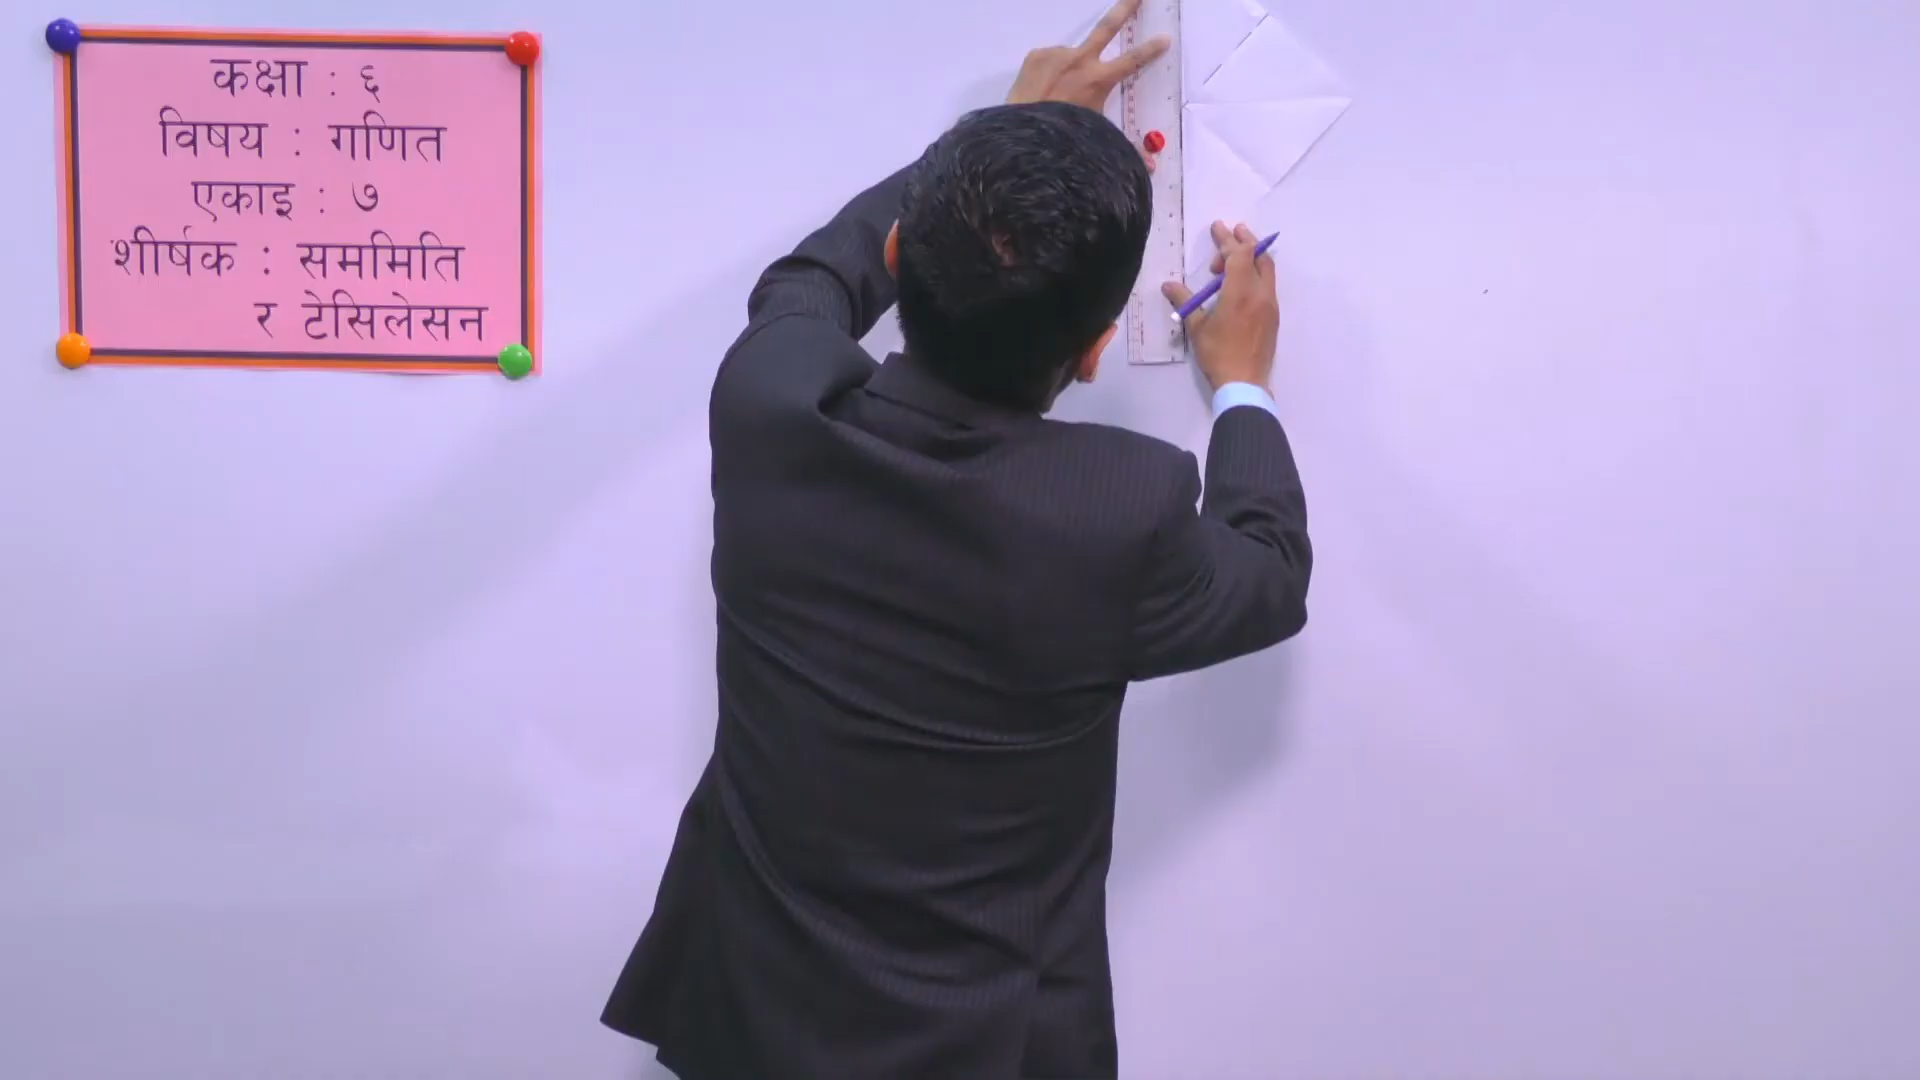 कक्षा : ६
विषय : गणित
एकाइ : ७
शीर्षक : सममिति
र टेसिलेसन